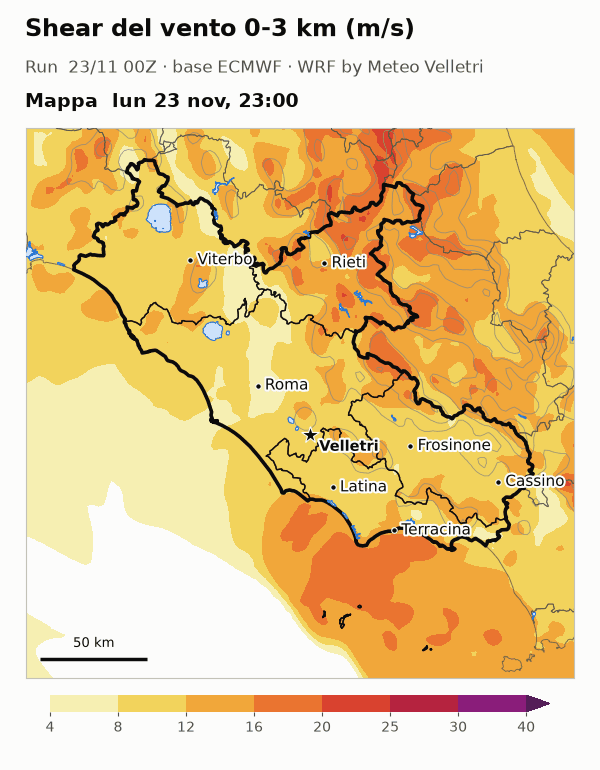 Shear del vento 0-3 km (m/s)
Run  23/11 00Z · base ECMWF · WRF by Meteo Velletri
Mappa  lun 23 nov, 23:00
Viterbo
Rieti
Roma
Velletri
Frosinone
Cassino
Latina
Terracina
50 km
4 8 12 16 20 25 30 40